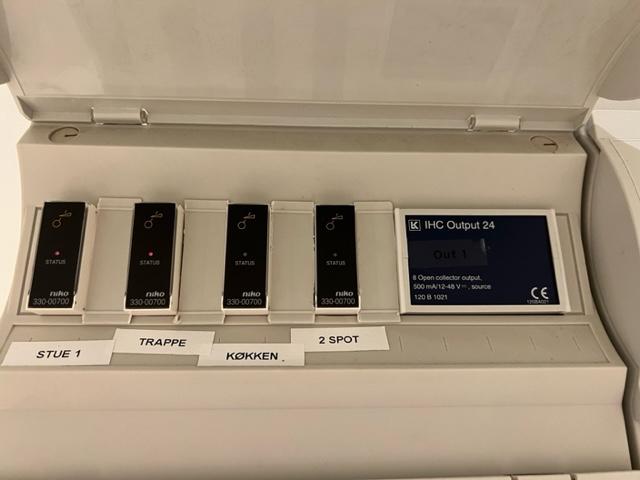 STATUS
niko
330-00700
STATUS
niko
330-00700
STATUS
niko
330-00700
STATUS
niko
330-00700
LK IHC Output 24
Out 1
8 Open collector output,
500 mA/12-48 V⎓, source
120 B 1021
CE
STUE 1
TRAPPE
KØKKEN .
2 SPOT